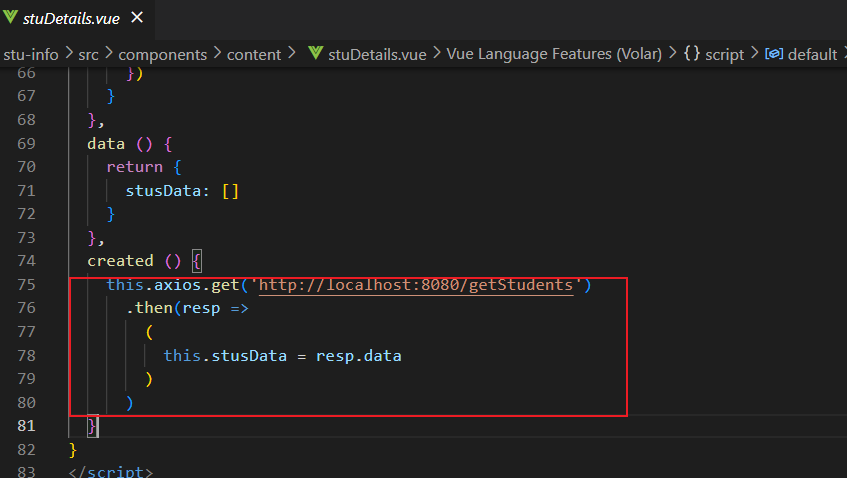 stuDetails.vue
stu-info > src > components > content > stuDetails.vue > Vue Language Features (Volar) > {} script > default
66 })
67 }
68 },
69 data () {
70 return {
71 stusData: []
72 }
73 },
74 created () {
75 this.axios.get('http://localhost:8080/getStudents')
76 .then(resp =>
77 (
78 this.stusData = resp.data
79 )
80 )
81 }
82 }
83 </script>